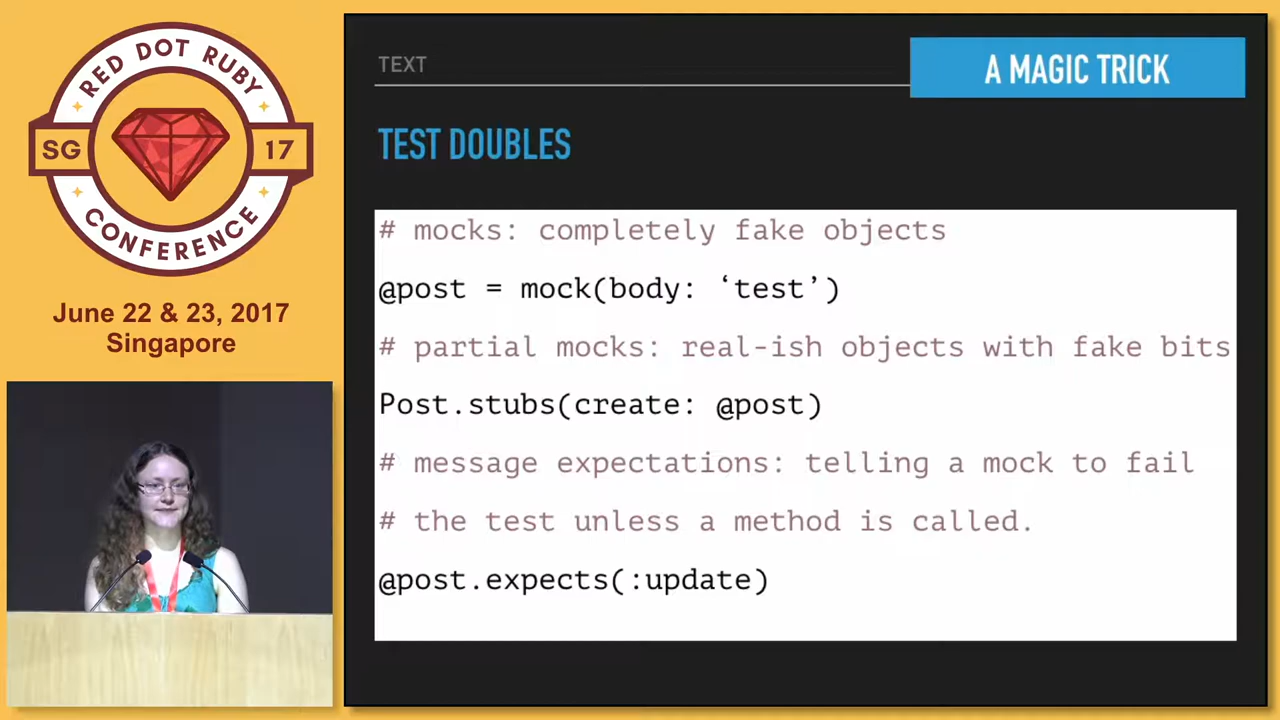 RED DOT RUBY
SG
17
CONFERENCE
June 22 & 23, 2017
Singapore
TEXT
A MAGIC TRICK
TEST DOUBLES
# mocks: completely fake objects
@post = mock(body: ‘test’)
# partial mocks: real-ish objects with fake bits
Post.stubs(create: @post)
# message expectations: telling a mock to fail
# the test unless a method is called.
@post.expects(:update)